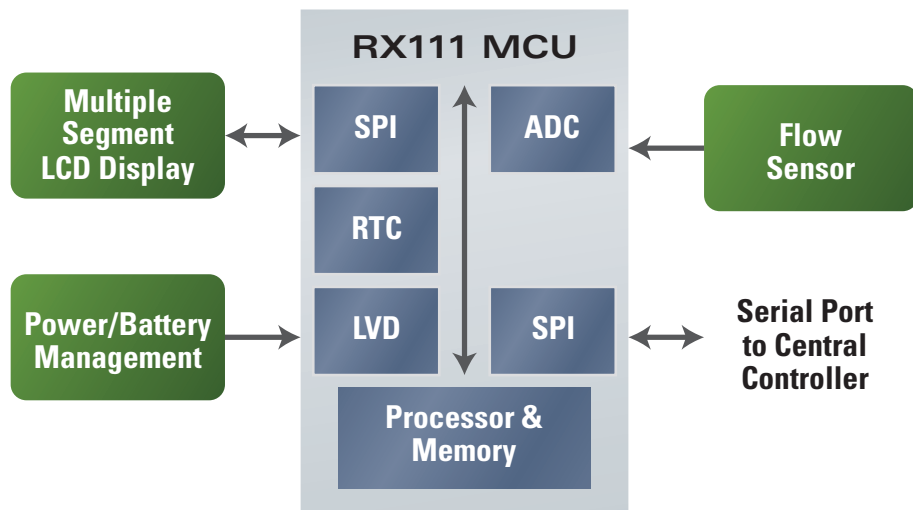 RX111 MCU
Multiple
Segment
LCD Display
SPI
ADC
Flow
Sensor
RTC
Power/Battery
Management
LVD
SPI
Serial Port
to Central
Controller
Processor &
Memory